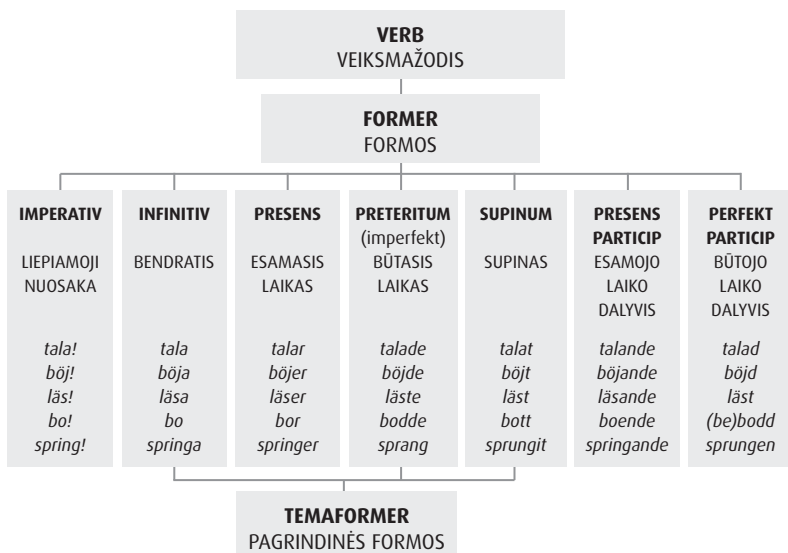 VERB
VEIKSMAŽODIS
FORMER
FORMOS
IMPERATIV
LIEPIAMOJI
NUOSAKA
tala!
böj!
läs!
bo!
spring!
INFINITIV
BENDRATIS
tala
böja
läsa
bo
springa
PRESENS
ESAMASIS
LAIKAS
talar
böjer
läser
bor
springer
PRETERITUM
(imperfekt)
BŪTASIS
LAIKAS
talade
böjde
läste
bodde
sprang
SUPINUM
SUPINAS
talat
böjt
läst
bott
sprungit
PRESENS
PARTICIP
ESAMOJO
LAIKO
DALYVIS
talande
böjande
läsande
boende
springande
PERFEKT
PARTICIP
BŪTOJO
LAIKO
DALYVIS
talad
böjd
läst
(be)bodd
sprungen
TEMAFORMER
PAGRINDINĖS FORMOS